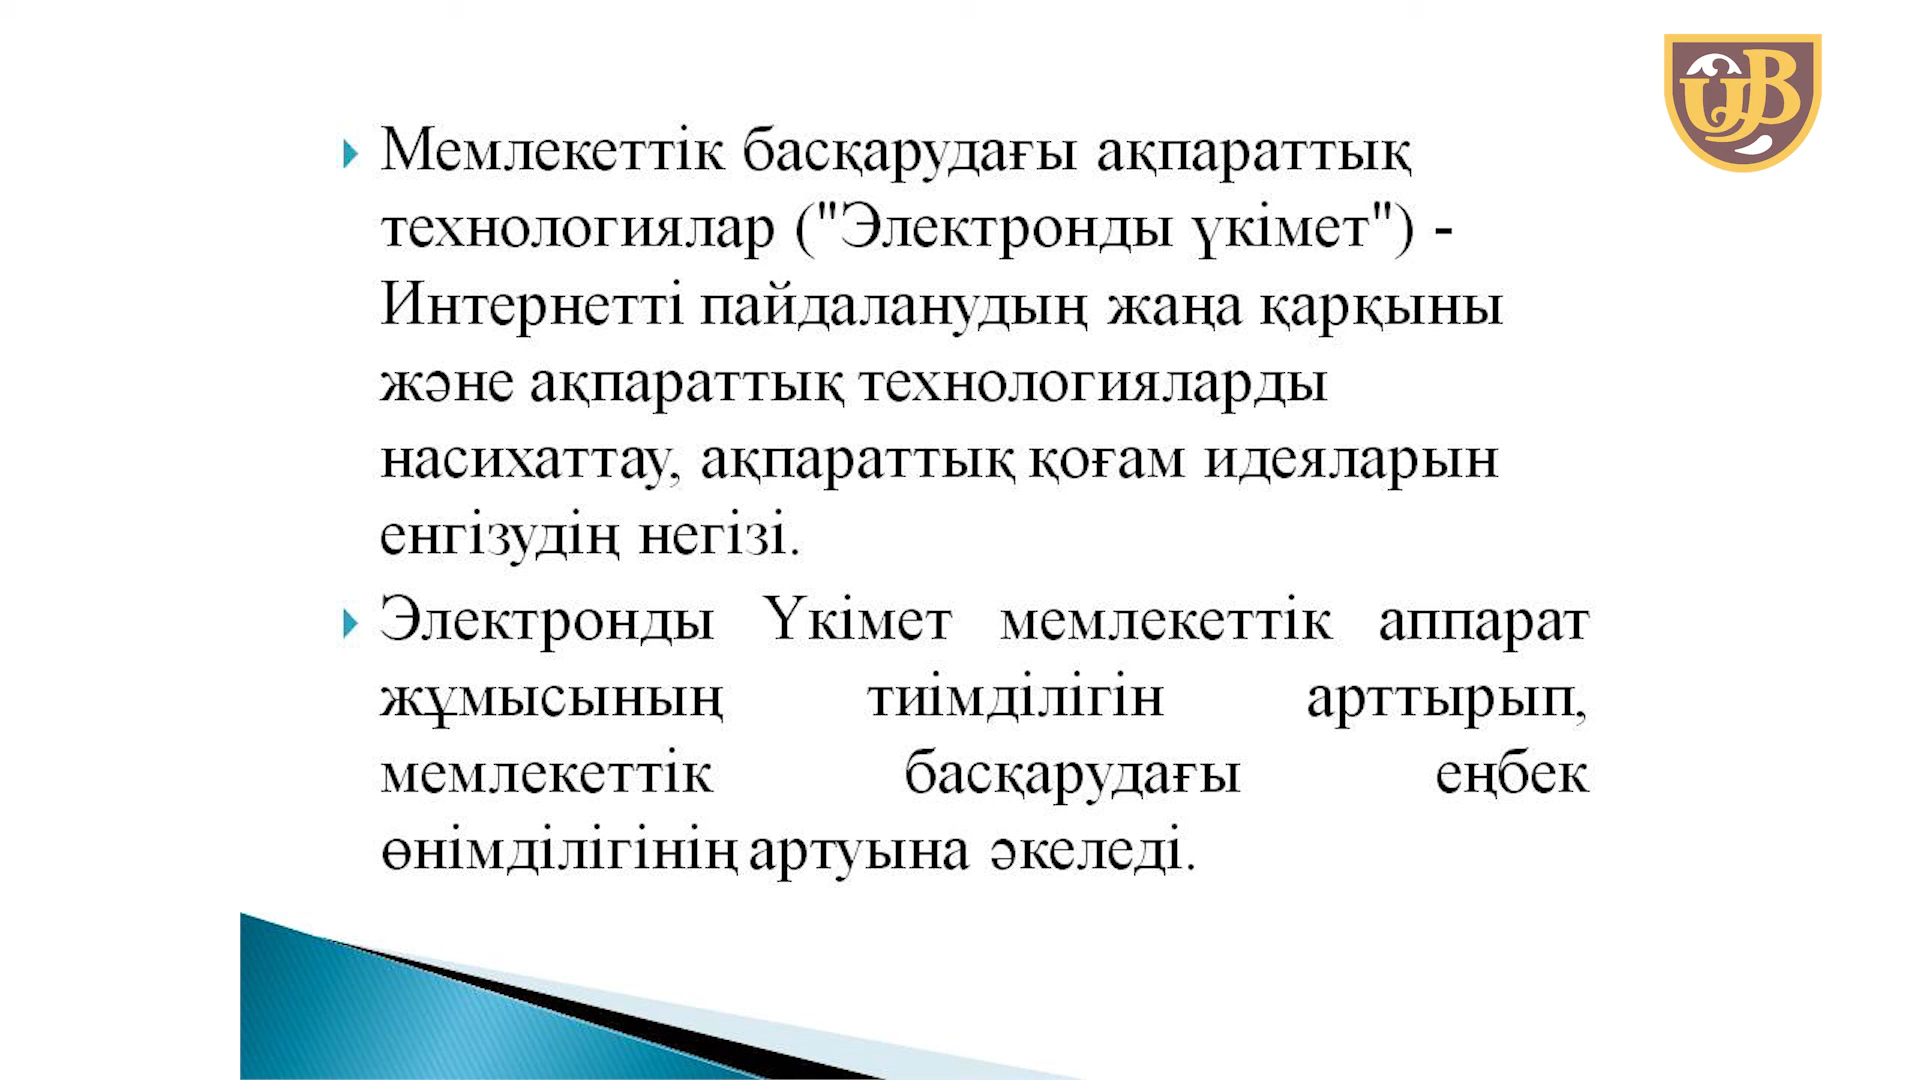 Мемлекеттік басқарудағы ақпараттық
технологиялар ("Электронды үкімет") -
Интернетті пайдаланудың жаңа қарқыны
және ақпараттық технологияларды
насихаттау, ақпараттық қоғам идеяларын
енгізудің негізі.
Электронды Үкімет мемлекеттік аппарат
жұмысының тиімділігін арттырып,
мемлекеттік басқарудағы еңбек
өнімділігінің артуына әкеледі.